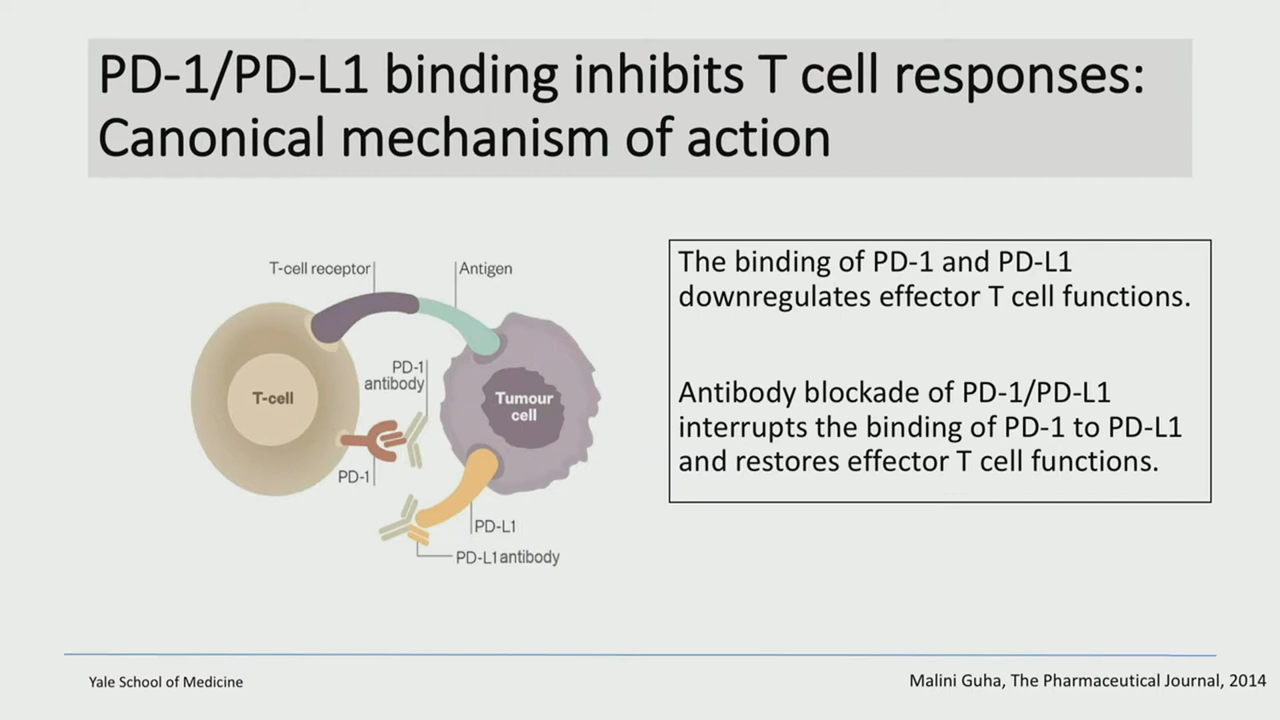 PD-1/PD-L1 binding inhibits T cell responses:
Canonical mechanism of action
T-cell receptor
Antigen
PD-1
antibody
T-cell
Tumour
cell
PD-1
PD-L1
PD-L1 antibody
The binding of PD-1 and PD-L1
downregulates effector T cell functions.
Antibody blockade of PD-1/PD-L1
interrupts the binding of PD-1 to PD-L1
and restores effector T cell functions.
Yale School of Medicine
Malini Guha, The Pharmaceutical Journal, 2014